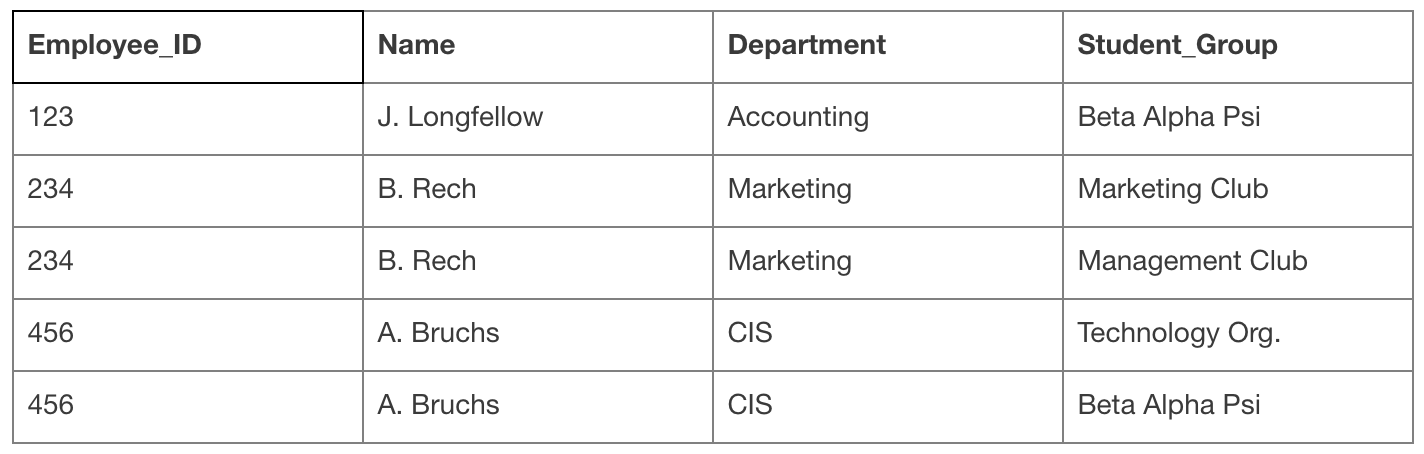 Employee_ID Name Department Student_Group
123 J. Longfellow Accounting Beta Alpha Psi
234 B. Rech Marketing Marketing Club
234 B. Rech Marketing Management Club
456 A. Bruchs CIS Technology Org.
456 A. Bruchs CIS Beta Alpha Psi